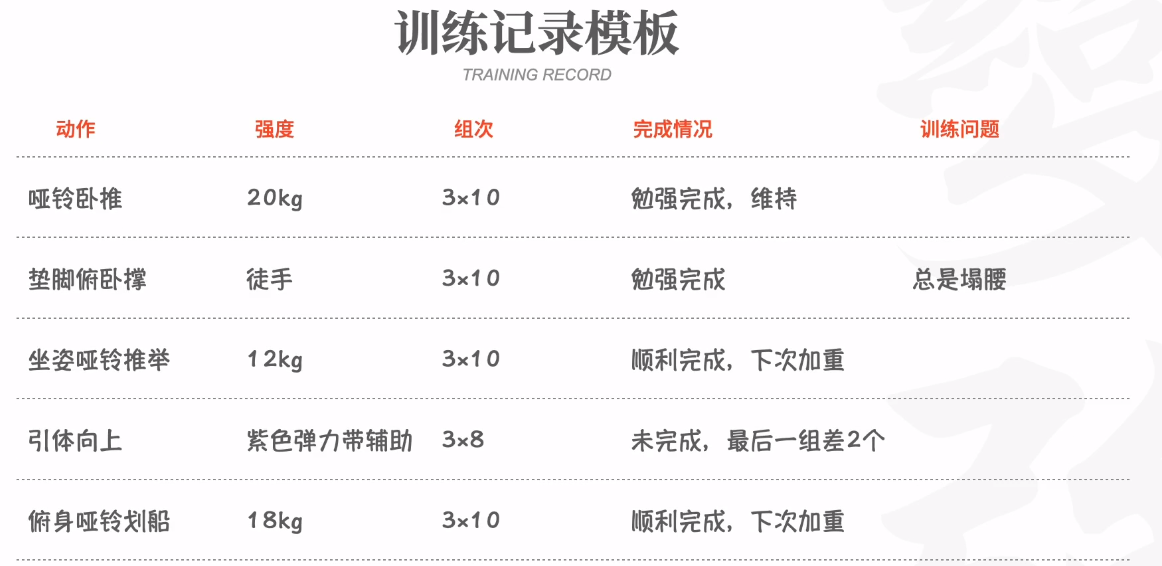 训练记录模板
TRAINING RECORD
动作 强度 组次 完成情况 训练问题
哑铃卧推 20kg 3×10 勉强完成，维持
垫脚俯卧撑 徒手 3×10 勉强完成 总是塌腰
坐姿哑铃推举 12kg 3×10 顺利完成，下次加重
引体向上 紫色弹力带辅助 3×8 未完成，最后一组差2个
俯身哑铃划船 18kg 3×10 顺利完成，下次加重